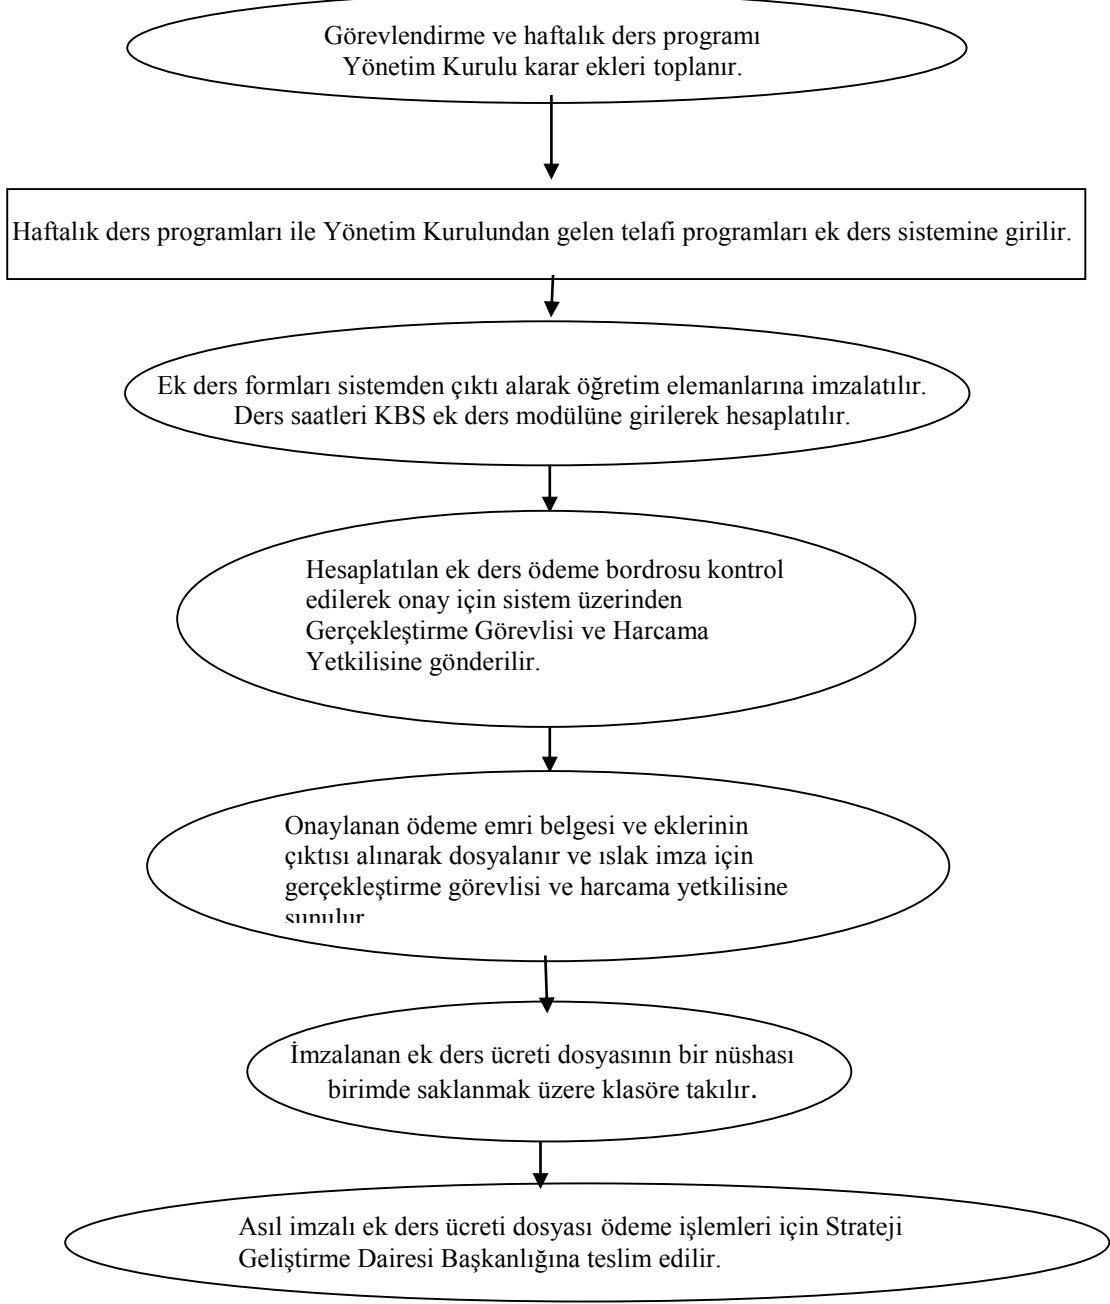 Görevlendirme ve haftalık ders programı
Yönetim Kurulu karar ekleri toplanır.
Haftalık ders programları ile Yönetim Kurulundan gelen telafi programları ek ders sistemine girilir.
Ek ders formları sistemden çıktı alarak öğretim elemanlarına imzalatılır.
Ders saatleri KBS ek ders modülüne girilerek hesaplatılır.
Hesaplatılan ek ders ödeme bordrosu kontrol
edilerek onay için sistem üzerinden
Gerçekleştirme Görevlisi ve Harcama
Yetkilisine gönderilir.
Onaylanan ödeme emri belgesi ve eklerinin
çıktısı alınarak dosyalanır ve ıslak imza için
gerçekleştirme görevlisi ve harcama yetkilisine
sunulur
İmzalanan ek ders ücreti dosyasının bir nüshası
birimde saklanmak üzere klasöre takılır.
Asıl imzalı ek ders ücreti dosyası ödeme işlemleri için Strateji
Geliştirme Dairesi Başkanlığına teslim edilir.